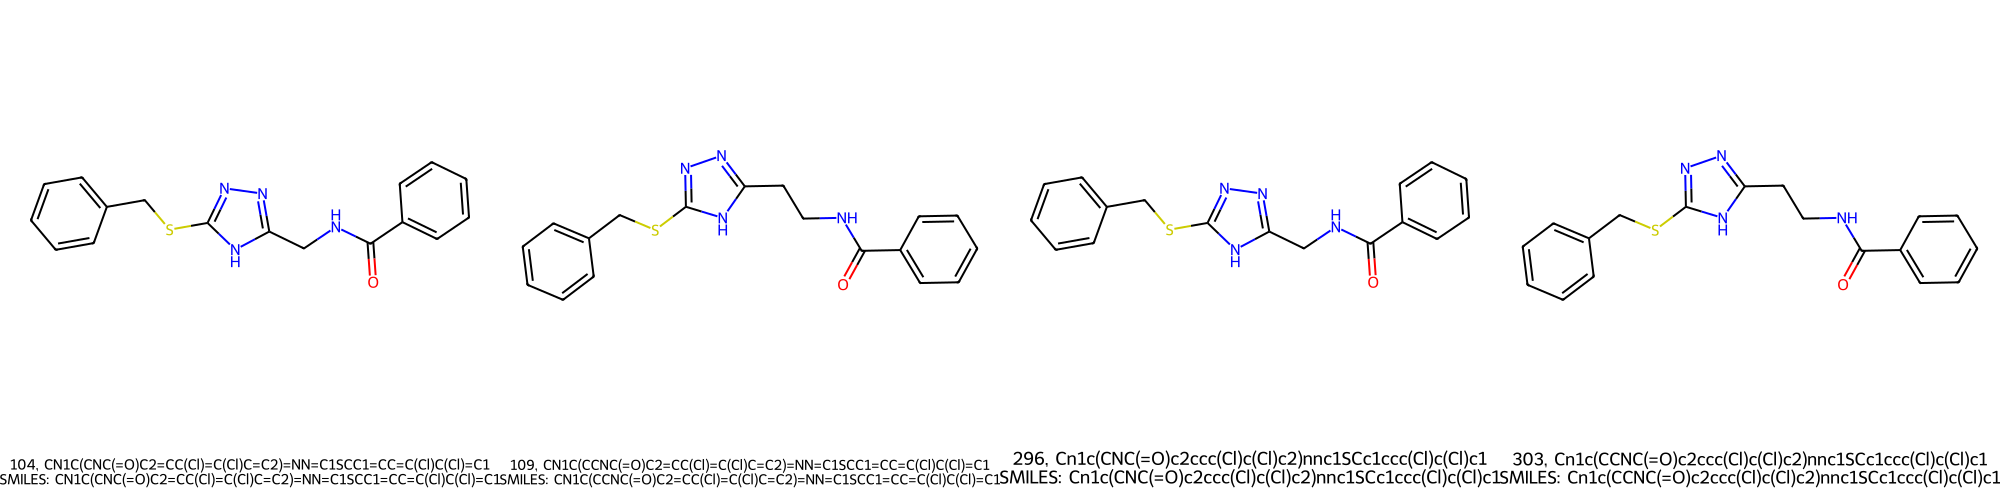 N N
H
N N
N
H
S
N
H
O
N
N
NH
N
H
S
O
N N
H
N
S
N
H
O
N
N
NH
N
H
S
O
104, CN1C(CNC(=O)C2=CC(Cl)=C(Cl)C=C2)=NN=C1SCC1=CC=C(Cl)C(Cl)=C1
SMILES: CN1C(CNC(=O)C2=CC(Cl)=C(Cl)C=C2)=NN=C1SCC1=CC=C(Cl)C(Cl)=C1
109, CN1C(CCNC(=O)C2=CC(Cl)=C(Cl)C=C2)=NN=C1SCC1=CC=C(Cl)C(Cl)=C1
SMILES: CN1C(CCNC(=O)C2=CC(Cl)=C(Cl)C=C2)=NN=C1SCC1=CC=C(Cl)C(Cl)=C1
296, Cn1c(CNC(=O)c2ccc(Cl)c(Cl)c2)nnc1SCc1ccc(Cl)c(Cl)c1
SMILES: Cn1c(CNC(=O)c2ccc(Cl)c(Cl)c2)nnc1SCc1ccc(Cl)c(Cl)c1
303, Cn1c(CCNC(=O)c2ccc(Cl)c(Cl)c2)nnc1SCc1ccc(Cl)c(Cl)c1
SMILES: Cn1c(CCNC(=O)c2ccc(Cl)c(Cl)c2)nnc1SCc1ccc(Cl)c(Cl)c1